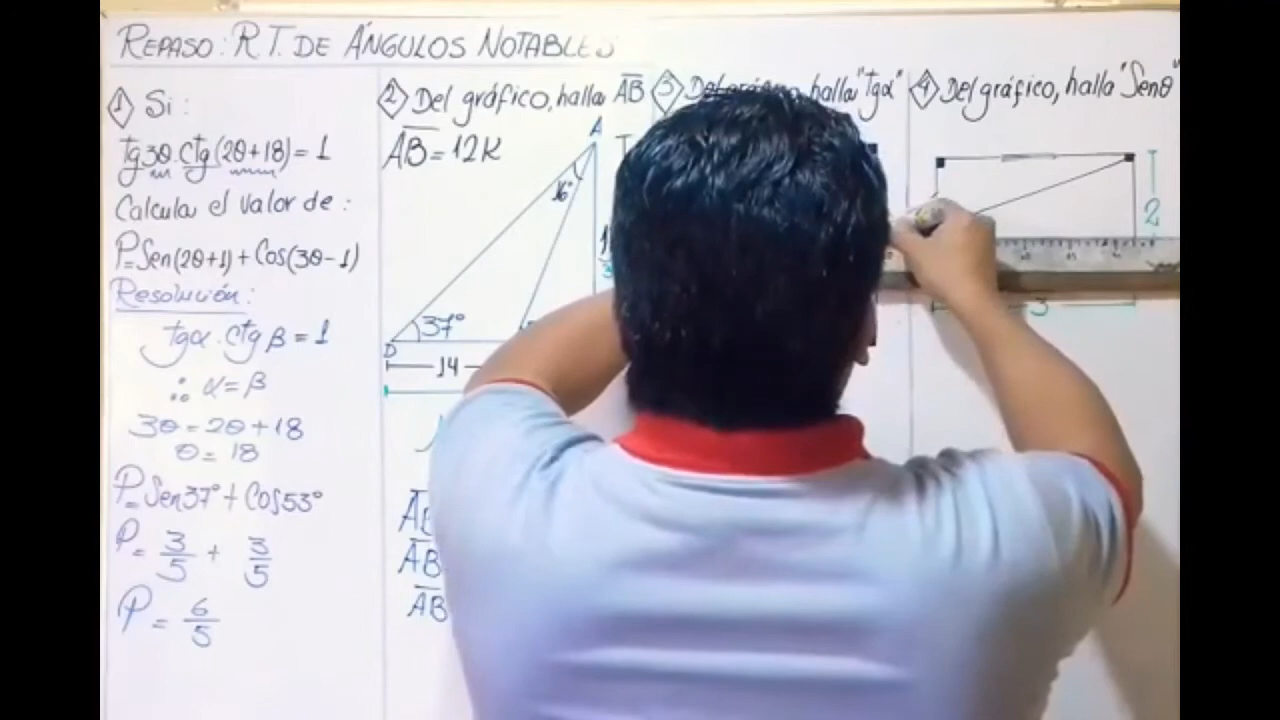 REPASO: R.T. DE ÁNGULOS NOTABLES
1 Si:
tg3θ.ctg(2θ+18)=1
Calcula el valor de:
P=Sen(2θ+1)+Cos(3θ-1)
Resolución:
tgα.ctgβ=1
∴ α=β
3θ=2θ+18
θ=18
P=Sen37°+Cos53°
P=3/5+3/5
P=6/5
2 Del gráfico, halla AB
AB=12K
A
16°
37°
D
14
AB
AB
3 halla "Tgα"
4 Del gráfico, halla "Senθ"
2
3